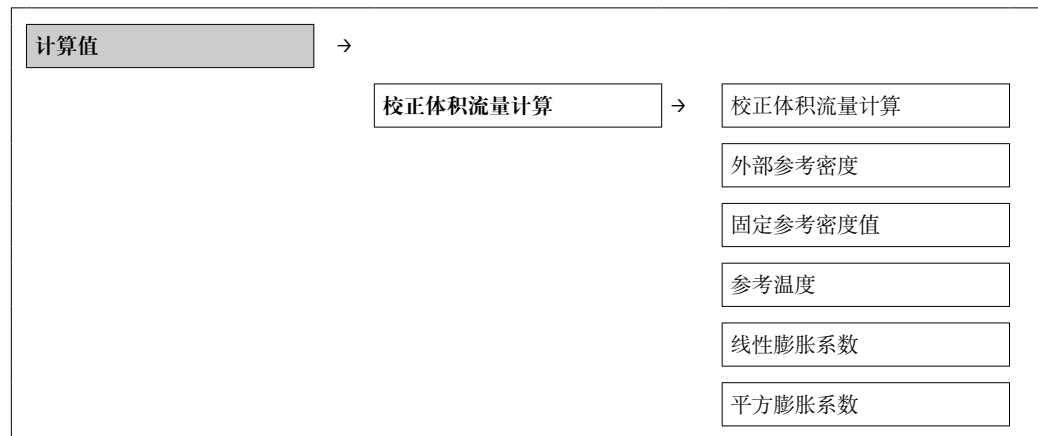 计算值 →
校正体积流量计算 → 校正体积流量计算
外部参考密度
固定参考密度值
参考温度
线性膨胀系数
平方膨胀系数